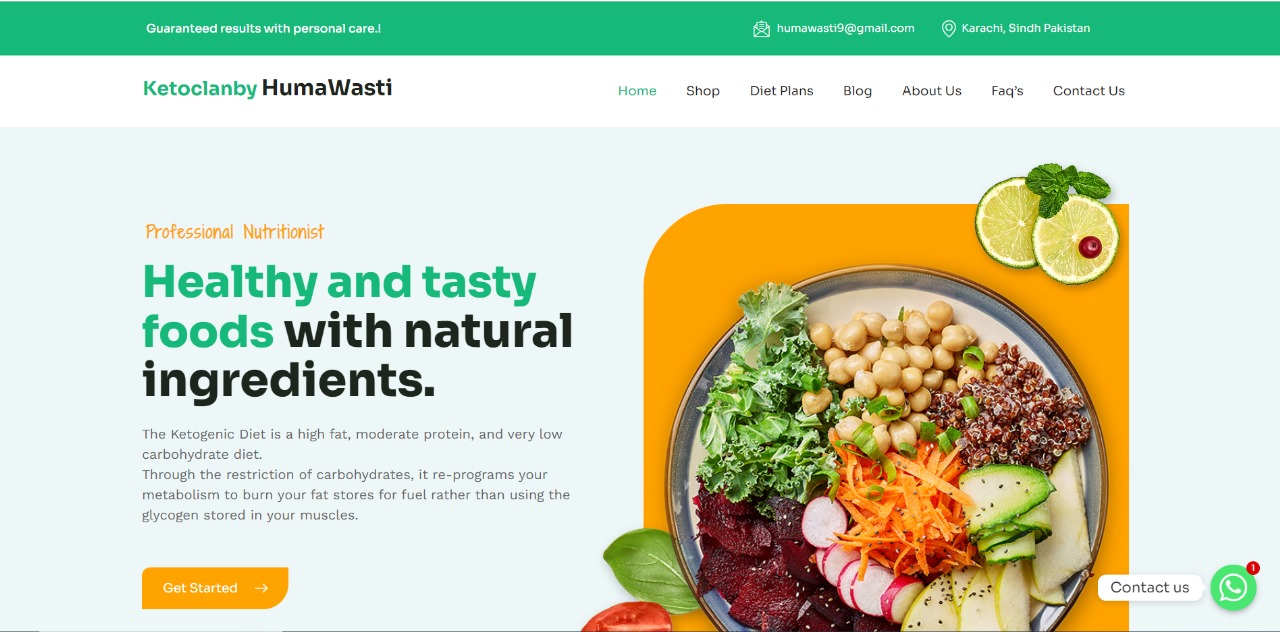 Guaranteed results with personal care.!
humawasti9@gmail.com
Karachi, Sindh Pakistan
Ketoclanby HumaWasti
Home Shop Diet Plans Blog About Us Faq's Contact Us
Professional Nutritionist
Healthy and tasty
foods with natural
ingredients.
The Ketogenic Diet is a high fat, moderate protein, and very low
carbohydrate diet.
Through the restriction of carbohydrates, it re-programs your
metabolism to burn your fat stores for fuel rather than using the
glycogen stored in your muscles.
Get Started
Contact us
1